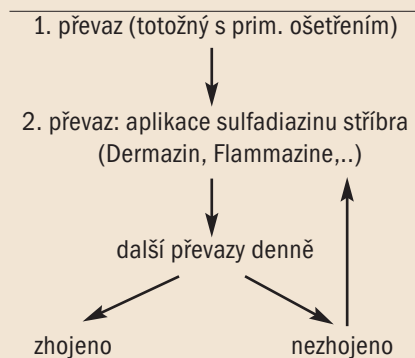 1. převaz (totožný s prim. ošetřením)
2. převaz: aplikace sulfadiazinu stříbra
(Dermazin, Flammazine,..)
další převazy denně
zhojeno nezhojeno